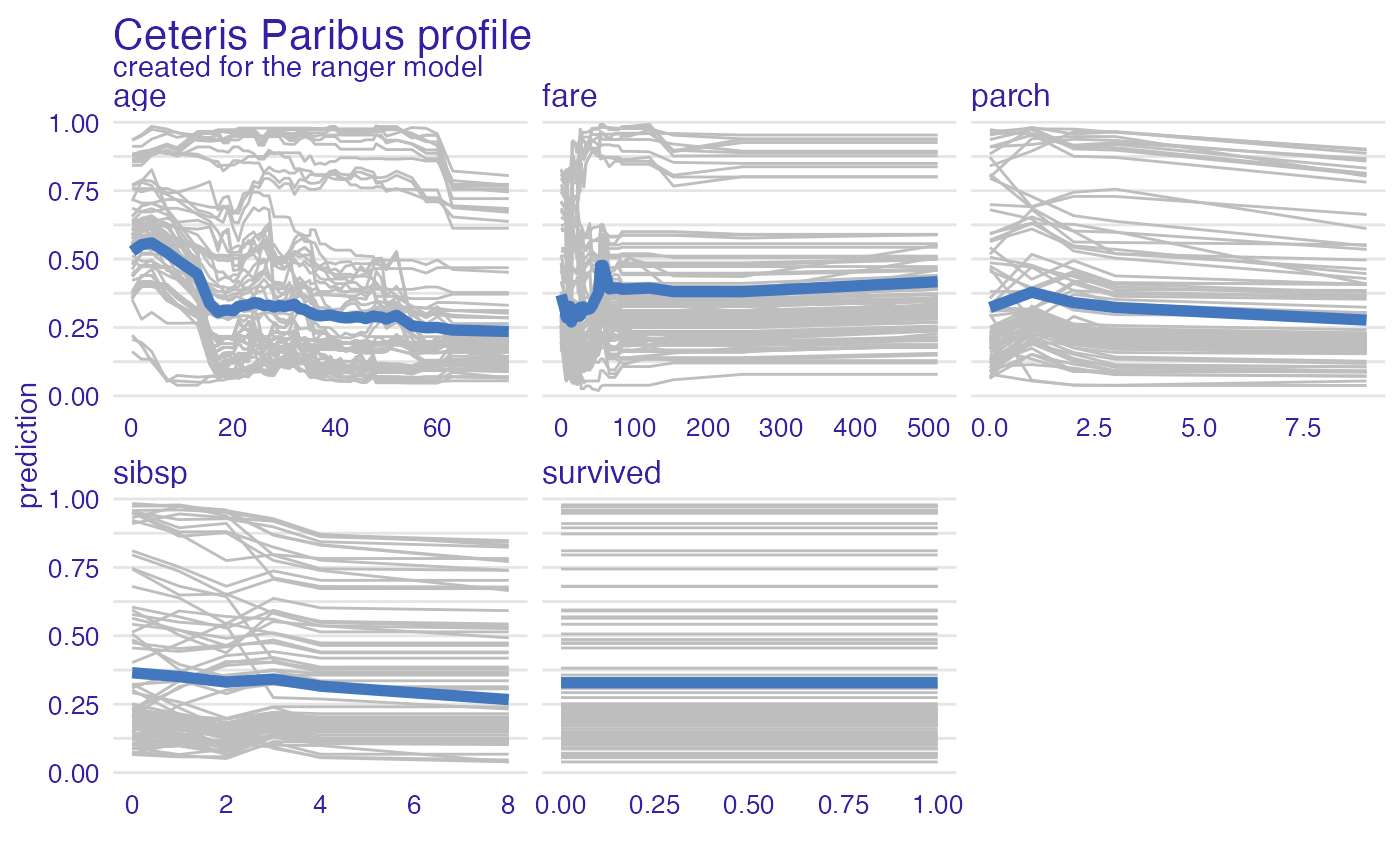 Ceteris Paribus profile
created for the ranger model
age
fare
parch
1.00
0.75
0.50
0.25
0.00
0 20 40 60
0 100 200 300 400 500
0.0 2.5 5.0 7.5
prediction
sibsp
survived
1.00
0.75
0.50
0.25
0.00
0 2 4 6 8
0.00 0.25 0.50 0.75 1.00